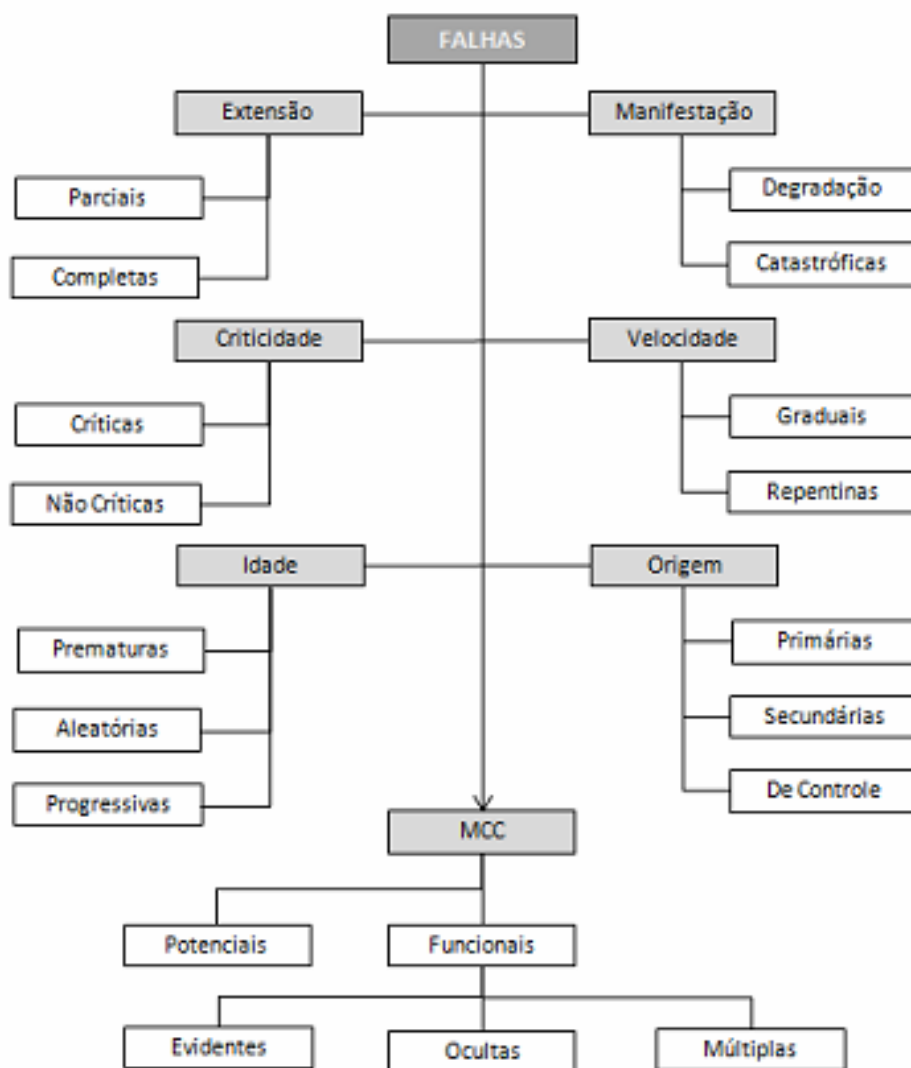 FALHAS
Extensão
Manifestação
Parciais
Degradação
Completas
Catastróficas
Criticidade
Velocidade
Críticas
Graduais
Não Críticas
Repentinas
Idade
Origem
Prematuras
Primárias
Aleatórias
Secundárias
Progressivas
De Controle
MCC
Potenciais
Funcionais
Evidentes
Ocultas
Múltiplas